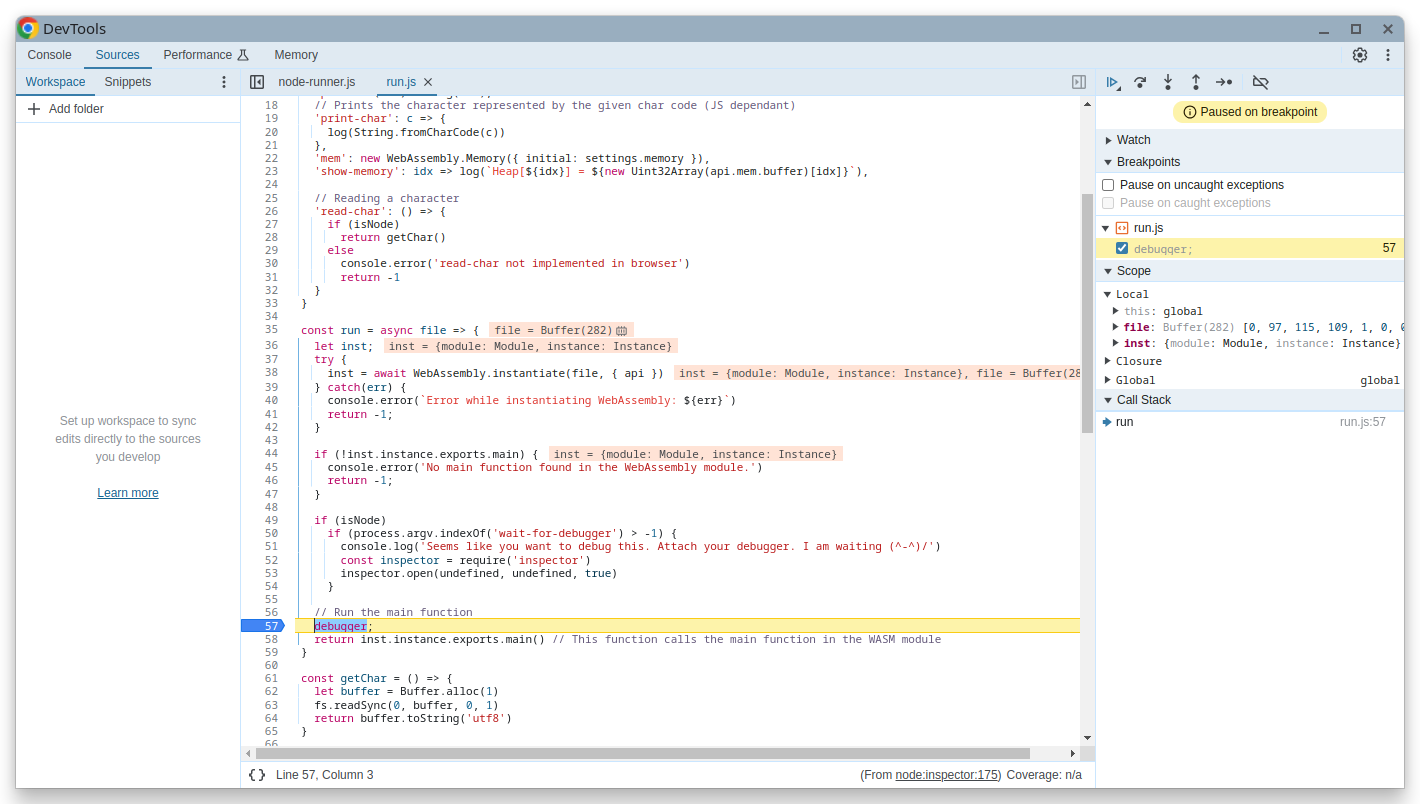 DevTools
Console Sources Performance Memory
Workspace Snippets
Add folder
Set up workspace to sync
edits directly to the sources
you develop
Learn more
node-runner.js run.js
18 // Prints the character represented by the given char code (JS dependant)
19 'print-char': c => {
20 log(String.fromCharCode(c))
21 },
22 'mem': new WebAssembly.Memory({ initial: settings.memory }),
23 'show-memory': idx => log(`Heap[${idx}] = ${new Uint32Array(api.mem.buffer)[idx]}`),
24
25 // Reading a character
26 'read-char': () => {
27 if (isNode)
28 return getChar()
29 else
30 console.error('read-char not implemented in browser')
31 return -1
32 }
33 }
34
35 const run = async file => { file = Buffer(282)
36 let inst; inst = {module: Module, instance: Instance}
37 try {
38 inst = await WebAssembly.instantiate(file, { api }) inst = {module: Module, instance: Instance}, file = Buffer(28
39 } catch(err) {
40 console.error(`Error while instantiating WebAssembly: ${err}`)
41 return -1;
42 }
43
44 if (!inst.instance.exports.main) { inst = {module: Module, instance: Instance}
45 console.error('No main function found in the WebAssembly module.')
46 return -1;
47 }
48
49 if (isNode)
50 if (process.argv.indexOf('wait-for-debugger') > -1) {
51 console.log('Seems like you want to debug this. Attach your debugger. I am waiting (^-^)/')
52 const inspector = require('inspector')
53 inspector.open(undefined, undefined, true)
54 }
55
56 // Run the main function
57 debugger;
58 return inst.instance.exports.main() // This function calls the main function in the WASM module
59 }
60
61 const getChar = () => {
62 let buffer = Buffer.alloc(1)
63 fs.readSync(0, buffer, 0, 1)
64 return buffer.toString('utf8')
65 }
66
{} Line 57, Column 3 (From node:inspector:175) Coverage: n/a
Paused on breakpoint
Watch
Breakpoints
Pause on uncaught exceptions
Pause on caught exceptions
run.js
debugger; 57
Scope
Local
this: global
file: Buffer(282) [0, 97, 115, 109, 1, 0, 0
inst: {module: Module, instance: Instance}
Closure
Global global
Call Stack
run run.js:57